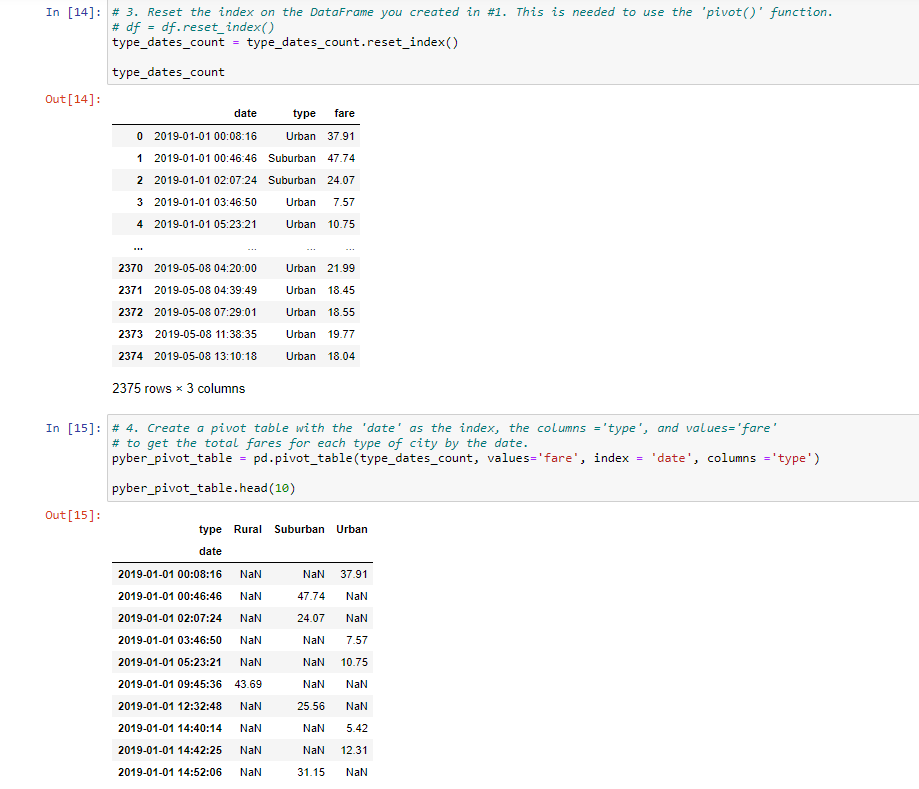 In [14]: # 3. Reset the index on the DataFrame you created in #1. This is needed to use the 'pivot()' function.
# df = df.reset_index()
type_dates_count = type_dates_count.reset_index()
type_dates_count
Out[14]:
date type fare
0 2019-01-01 00:08:16 Urban 37.91
1 2019-01-01 00:46:46 Suburban 47.74
2 2019-01-01 02:07:24 Suburban 24.07
3 2019-01-01 03:46:50 Urban 7.57
4 2019-01-01 05:23:21 Urban 10.75
... ... ... ...
2370 2019-05-08 04:20:00 Urban 21.99
2371 2019-05-08 04:39:49 Urban 18.45
2372 2019-05-08 07:29:01 Urban 18.55
2373 2019-05-08 11:38:35 Urban 19.77
2374 2019-05-08 13:10:18 Urban 18.04
2375 rows × 3 columns
In [15]: # 4. Create a pivot table with the 'date' as the index, the columns ='type', and values='fare'
# to get the total fares for each type of city by the date.
pyber_pivot_table = pd.pivot_table(type_dates_count, values='fare', index = 'date', columns ='type')
pyber_pivot_table.head(10)
Out[15]:
type Rural Suburban Urban
date
2019-01-01 00:08:16 NaN NaN 37.91
2019-01-01 00:46:46 NaN 47.74 NaN
2019-01-01 02:07:24 NaN 24.07 NaN
2019-01-01 03:46:50 NaN NaN 7.57
2019-01-01 05:23:21 NaN NaN 10.75
2019-01-01 09:45:36 43.69 NaN NaN
2019-01-01 12:32:48 NaN 25.56 NaN
2019-01-01 14:40:14 NaN NaN 5.42
2019-01-01 14:42:25 NaN NaN 12.31
2019-01-01 14:52:06 NaN 31.15 NaN